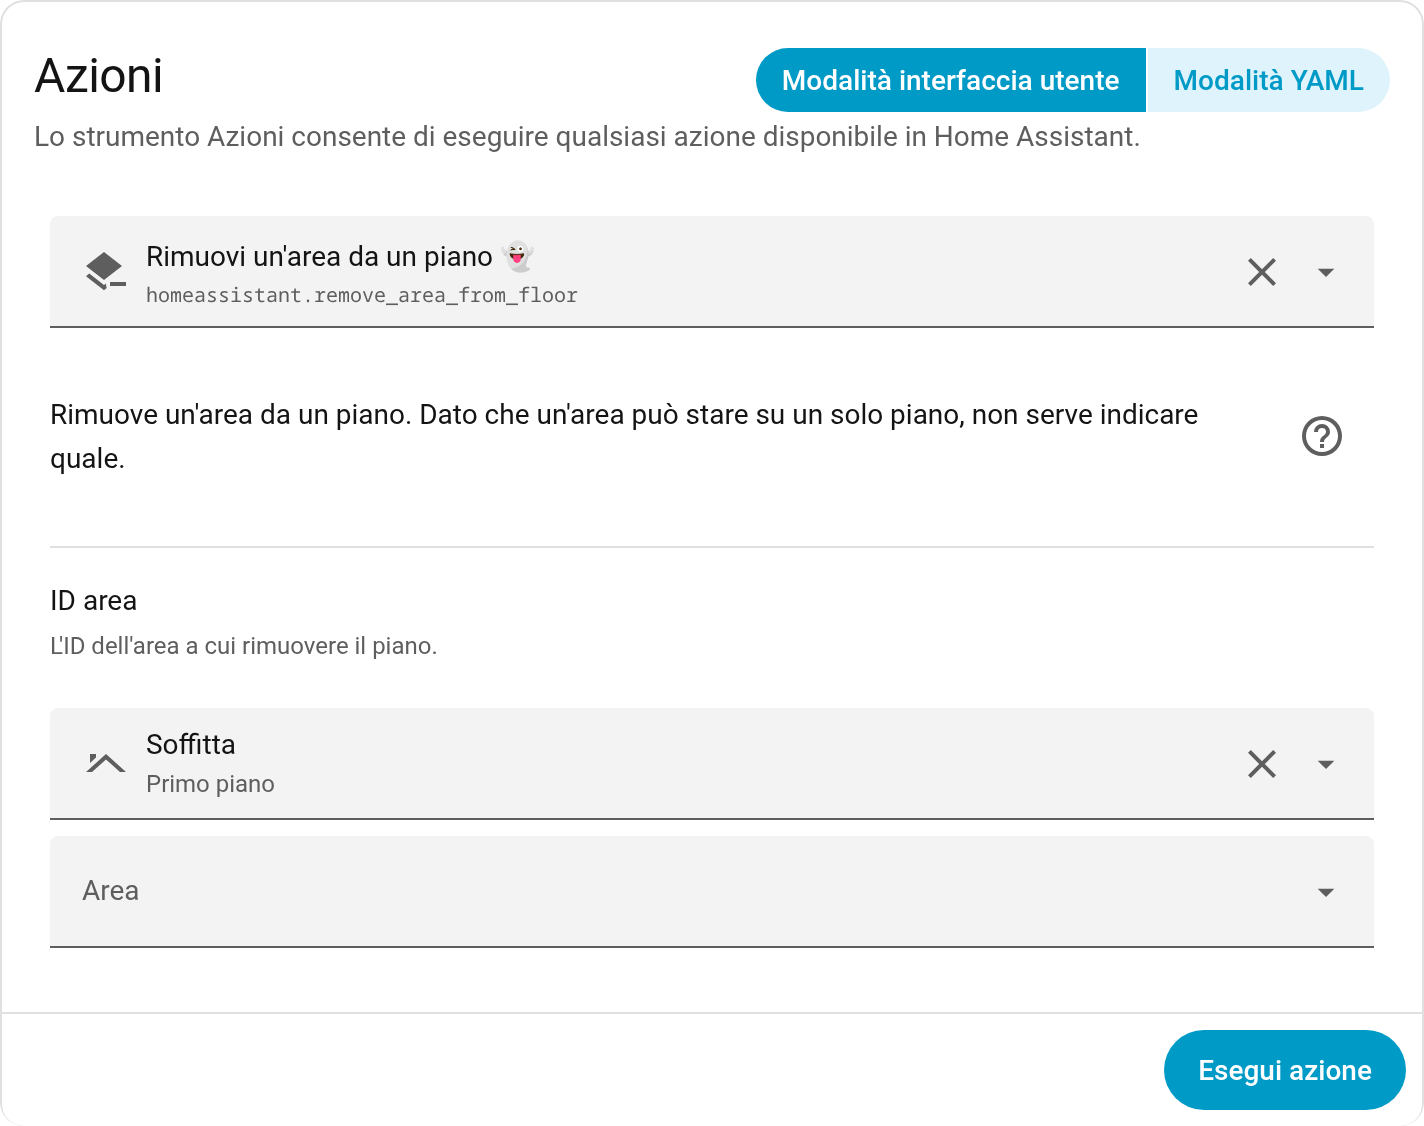 Azioni
Modalità interfaccia utente
Modalità YAML
Lo strumento Azioni consente di eseguire qualsiasi azione disponibile in Home Assistant.
Rimuovi un'area da un piano 👻
homeassistant.remove_area_from_floor
Rimuove un'area da un piano. Dato che un'area può stare su un solo piano, non serve indicare
quale.
ID area
L'ID dell'area a cui rimuovere il piano.
Soffitta
Primo piano
Area
Esegui azione